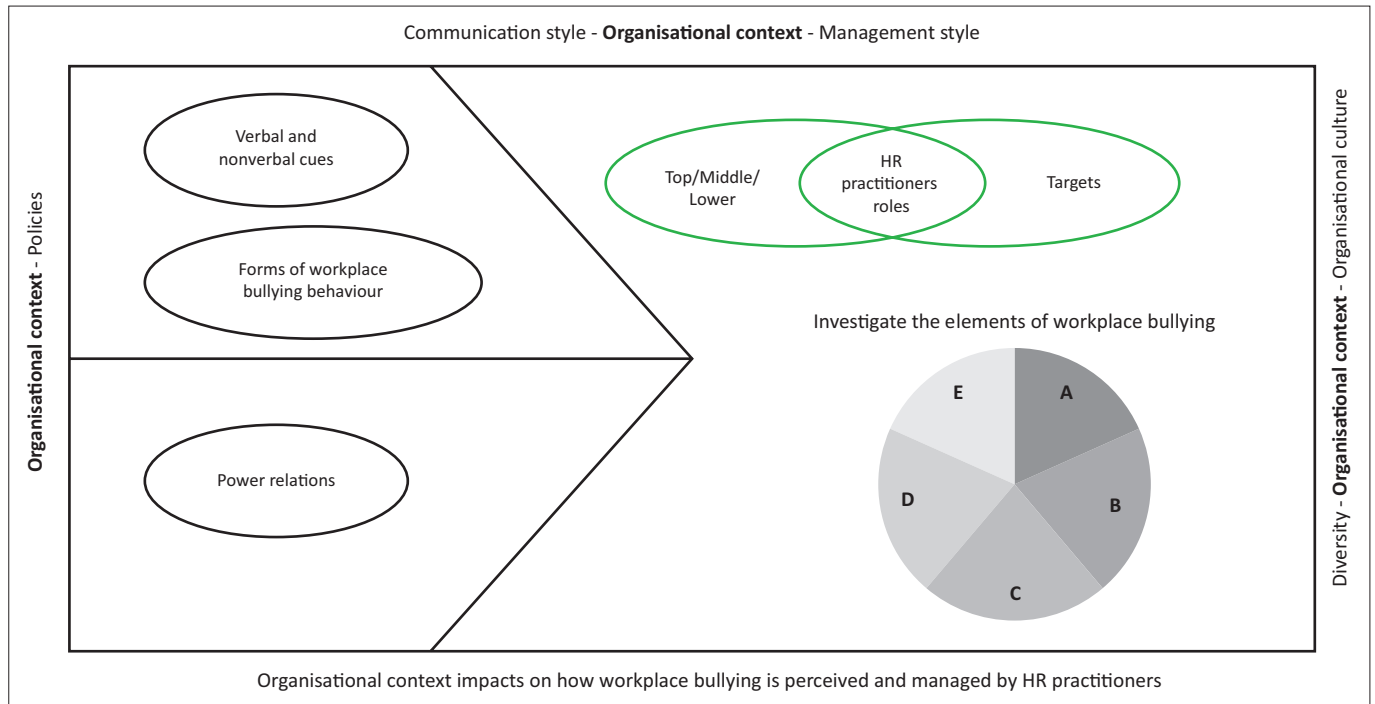 Communication style - Organisational context - Management style
Organisational context - Policies
Verbal and
nonverbal cues
Forms of workplace
bullying behaviour
Power relations
Top/Middle/
Lower
HR
practitioners
roles
Targets
Investigate the elements of workplace bullying
E
A
D
B
C
Diversity - Organisational context - Organisational culture
Organisational context impacts on how workplace bullying is perceived and managed by HR practitioners